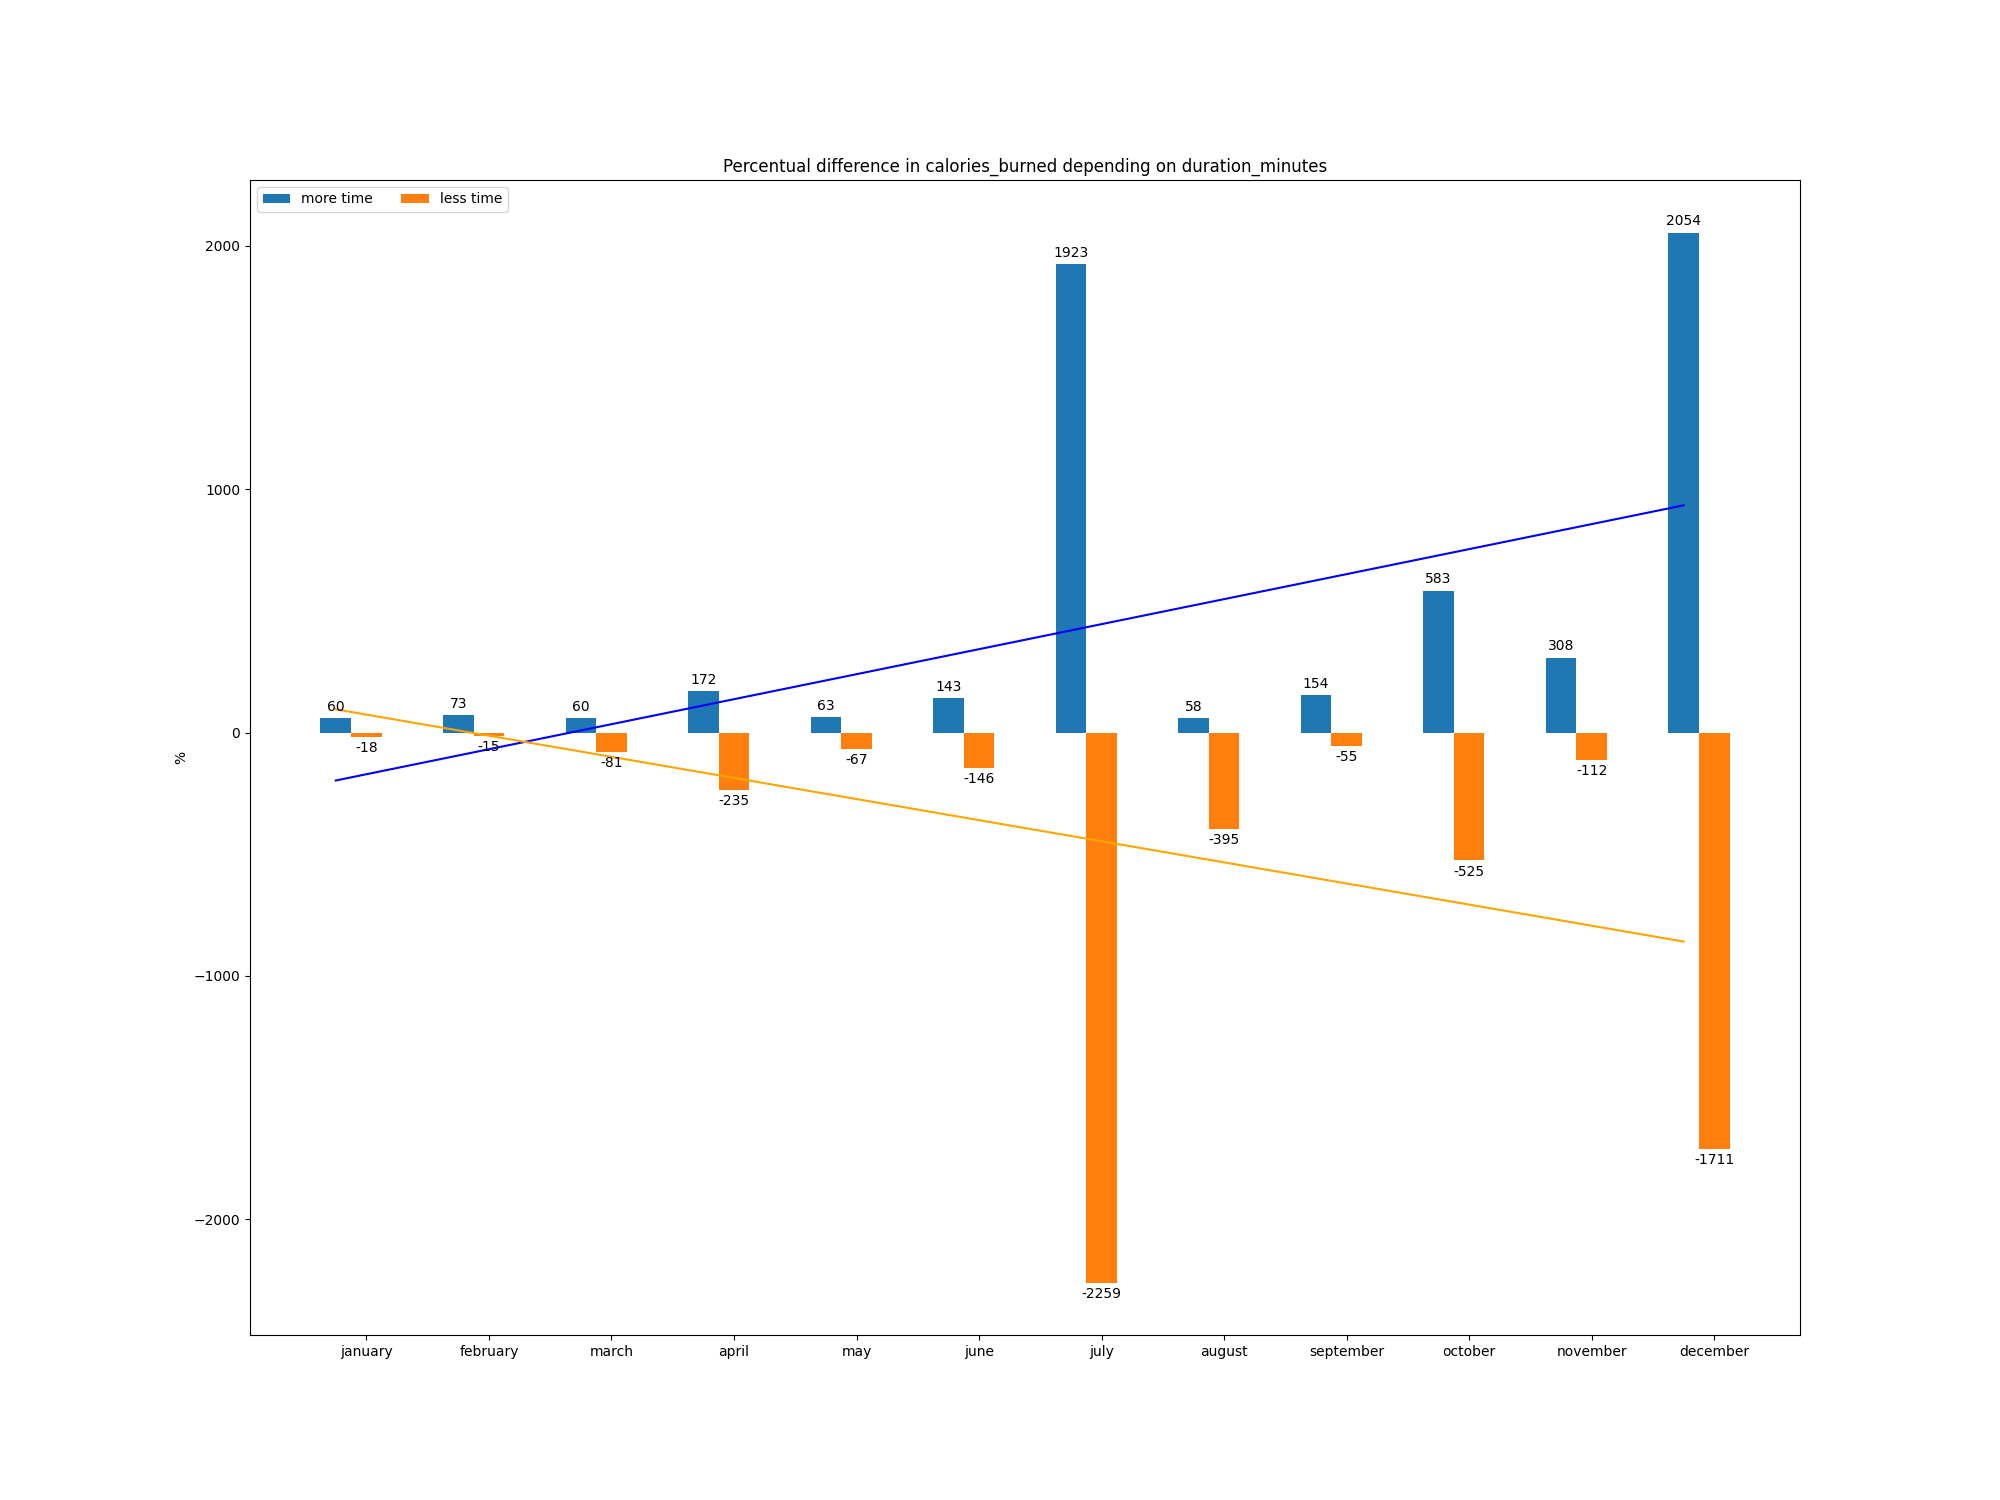 Percentual difference in calories_burned depending on duration_minutes
more time less time
2000
1000
0
−1000
−2000
%
60 73 60 172 63 143 1923 58 154 583 308 2054
-18 -15 -81 -235 -67 -146 -2259 -395 -55 -525 -112 -1711
january february march april may june july august september october november december